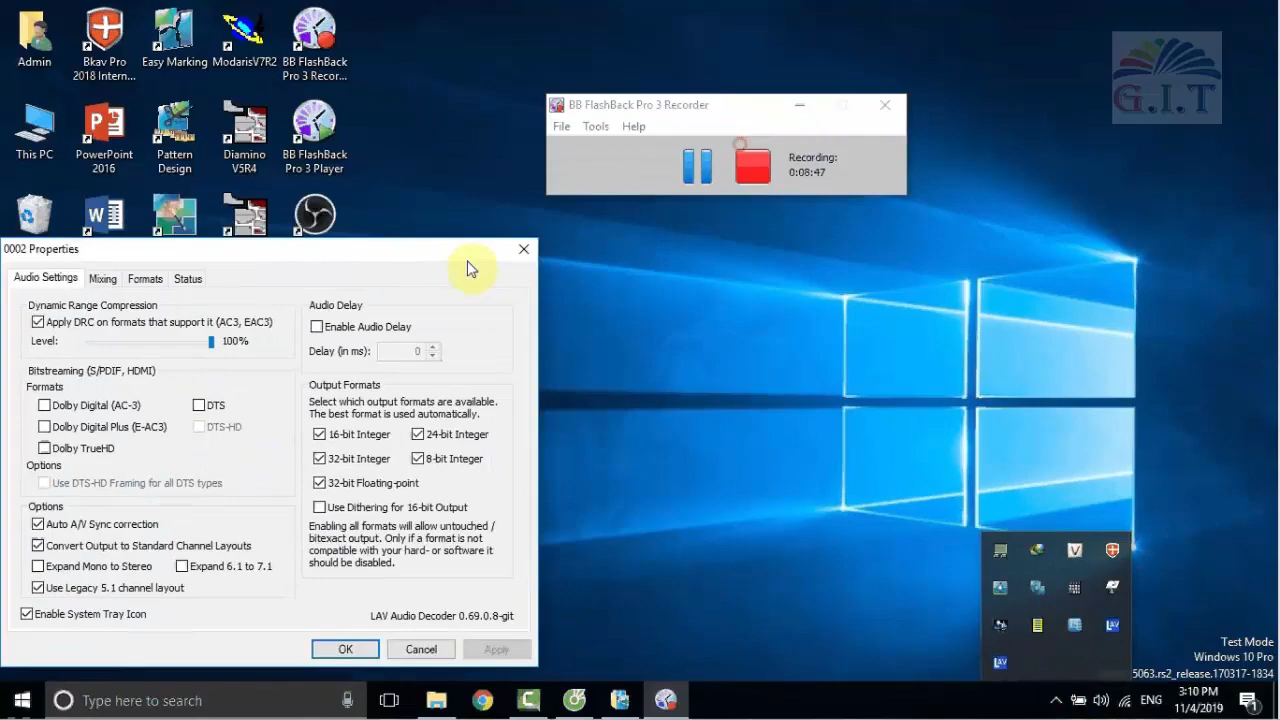 Admin
Bkav Pro
2018 Intern...
Easy Marking
ModarisV7R2
BB FlashBack
Pro 3 Recor...
This PC
PowerPoint
2016
Pattern
Design
Diamino
V5R4
BB FlashBack
Pro 3 Player
BB FlashBack Pro 3 Recorder
File Tools Help
Recording:
0:08:47
G.I.T
0002 Properties
Audio Settings Mixing Formats Status
Dynamic Range Compression
Apply DRC on formats that support it (AC3, EAC3)
Level: 100%
Bitstreaming (S/PDIF, HDMI)
Formats
Dolby Digital (AC-3) DTS
Dolby Digital Plus (E-AC3) DTS-HD
Dolby TrueHD
Options
Use DTS-HD Framing for all DTS types
Options
Auto A/V Sync correction
Convert Output to Standard Channel Layouts
Expand Mono to Stereo Expand 6.1 to 7.1
Use Legacy 5.1 channel layout
Enable System Tray Icon
Audio Delay
Enable Audio Delay
Delay (in ms): 0
Output Formats
Select which output formats are available.
The best format is used automatically.
16-bit Integer 24-bit Integer
32-bit Integer 8-bit Integer
32-bit Floating-point
Use Dithering for 16-bit Output
Enabling all formats will allow untouched /
bitexact output. Only if a format is not
compatible with your hard- or software it
should be disabled.
LAV Audio Decoder 0.69.0.8-git
OK Cancel Apply
V
LAV
LAV
Test Mode
Windows 10 Pro
5063.rs2_release.170317-1834
Type here to search
ENG
3:10 PM
11/4/2019
1